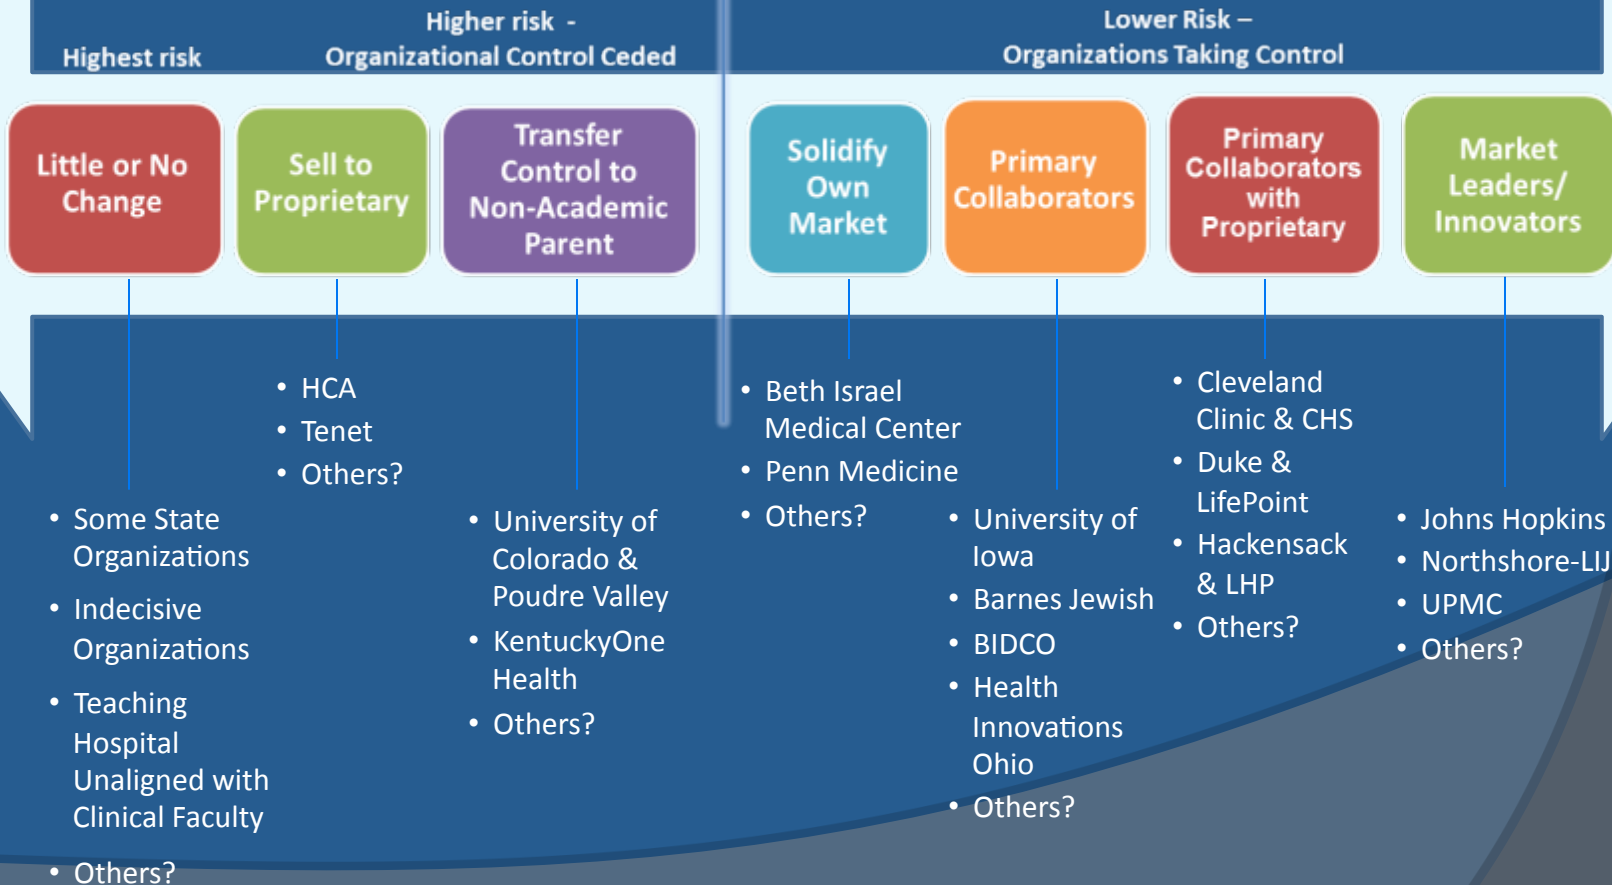 Highest risk
Higher risk -
Organizational Control Ceded
Lower Risk –
Organizations Taking Control
Little or No
Change
Sell to
Proprietary
Transfer
Control to
Non-Academic
Parent
Solidify
Own
Market
Primary
Collaborators
Primary
Collaborators
with
Proprietary
Market
Leaders/
Innovators
• Some State
Organizations
• Indecisive
Organizations
• Teaching
Hospital
Unaligned with
Clinical Faculty
• Others?
• HCA
• Tenet
• Others?
• University of
Colorado &
Poudre Valley
• KentuckyOne
Health
• Others?
• Beth Israel
Medical Center
• Penn Medicine
• Others?
• University of
Iowa
• Barnes Jewish
• BIDCO
• Health
Innovations
Ohio
• Others?
• Cleveland
Clinic & CHS
• Duke &
LifePoint
• Hackensack
& LHP
• Others?
• Johns Hopkins
• Northshore-LIJ
• UPMC
• Others?